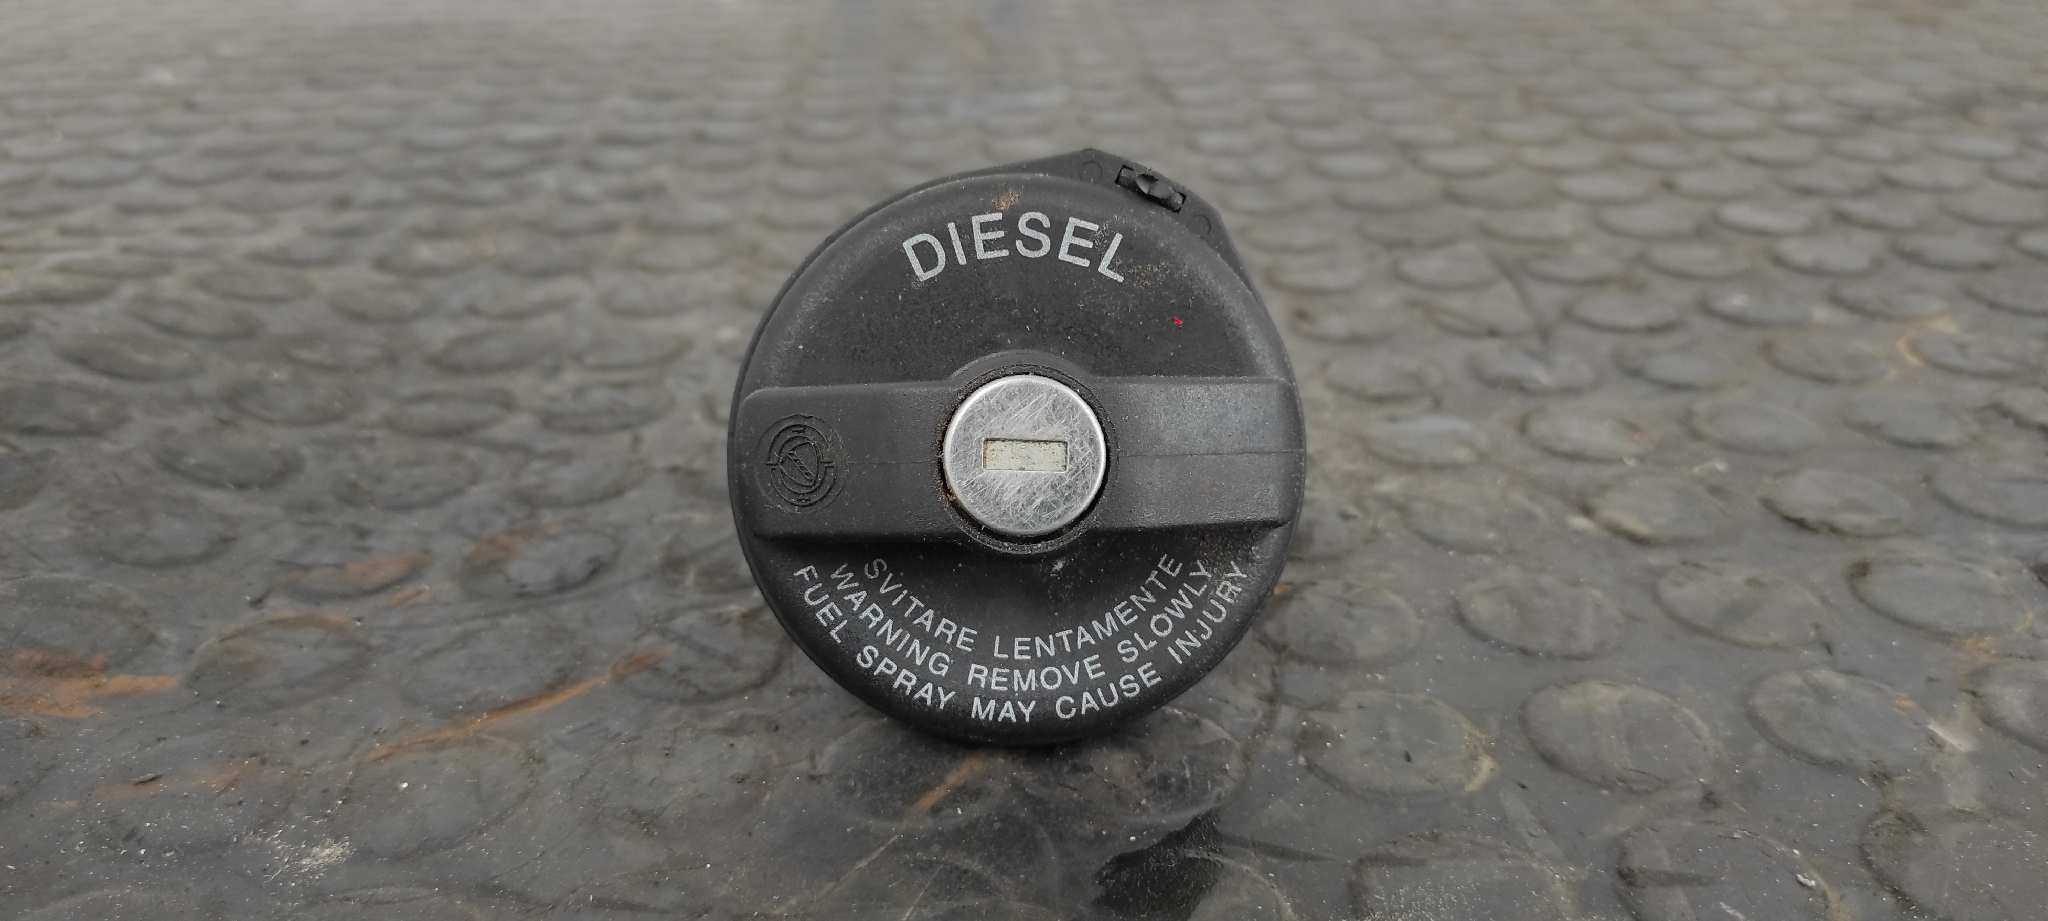 DIESEL
SVITARE LENTAMENTE
WARNING REMOVE SLOWLY
FUEL SPRAY MAY CAUSE INJURY